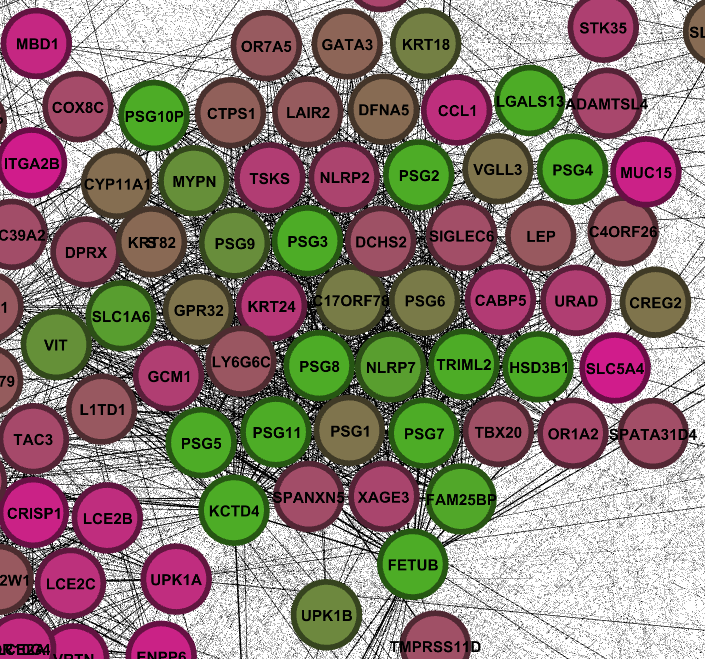 STK35
SL
MBD1
OR7A5
GATA3
KRT18
COX8C
PSG10P
CTPS1
LAIR2
DFNA5
CCL1
LGALS13
ADAMTSL4
ITGA2B
CYP11A1
MYPN
TSKS
NLRP2
PSG2
VGLL3
PSG4
MUC15
C39A2
DPRX
PSG9
PSG3
DCHS2
SIGLEC6
LEP
C4ORF26
SLC1A6
GPR32
KRT24
C17ORF78
PSG6
CABP5
URAD
CREG2
1
VIT
GCM1
LY6G6C
PSG8
NLRP7
TRIML2
HSD3B1
SLC5A4
79
L1TD1
TAC3
PSG5
PSG11
PSG1
PSG7
TBX20
OR1A2
SPATA31D4
CRISP1
LCE2B
KCTD4
SPANXN5
XAGE3
FAM25BP
2W1
LCE2C
UPK1A
FETUB
UPK1B
TMPRSS11D
VRTN
ENPP6